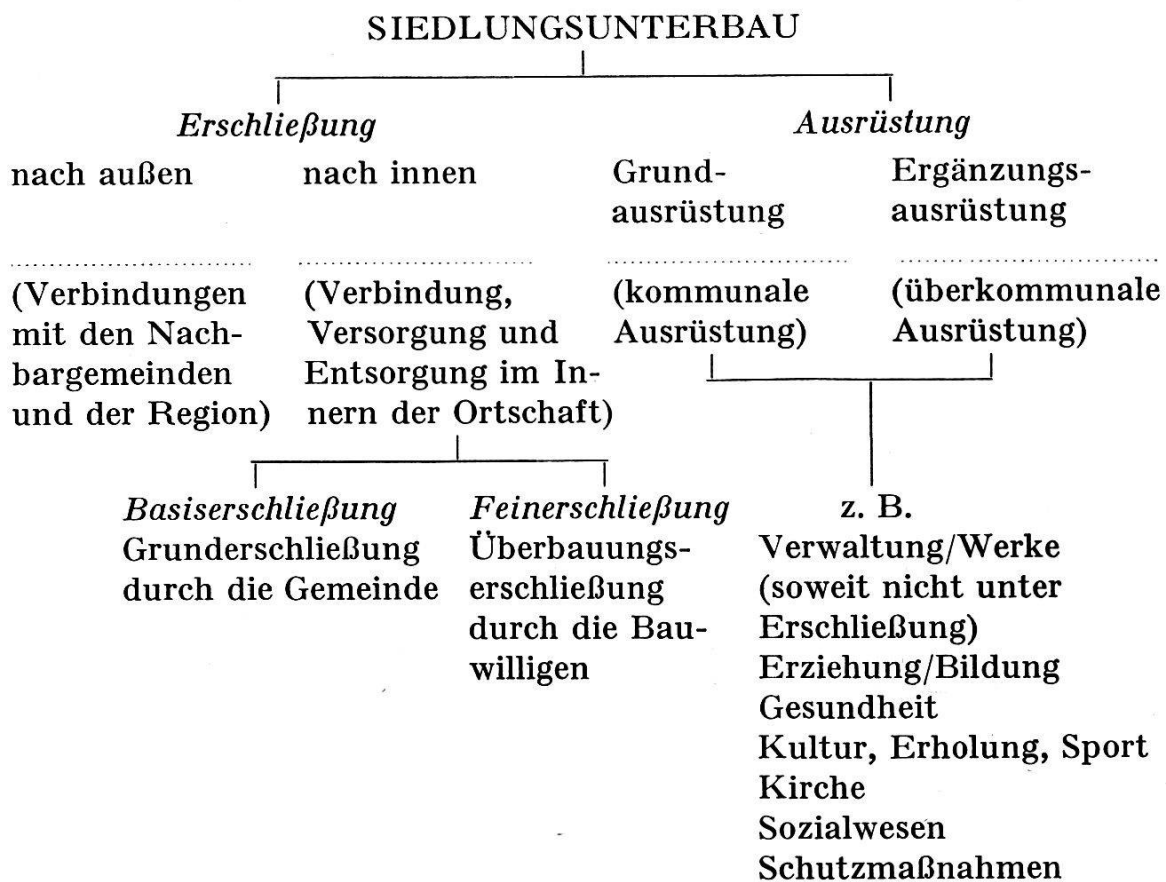 SIEDLUNGSUNTERBAU
Erschließung
Ausrüstung
nach außen
nach innen
Grund-
ausrüstung
Ergänzungs-
ausrüstung
(Verbindungen
mit den Nach-
bargemeinden
und der Region)
(Verbindung,
Versorgung und
Entsorgung im In-
nern der Ortschaft)
(kommunale
Ausrüstung)
(überkommunale
Ausrüstung)
Basiserschließung
Grunderschließung
durch die Gemeinde
Feinerschließung
Überbauungs-
erschließung
durch die Bau-
willigen
z. B.
Verwaltung/Werke
(soweit nicht unter
Erschließung)
Erziehung/Bildung
Gesundheit
Kultur, Erholung, Sport
Kirche
Sozialwesen
Schutzmaßnahmen